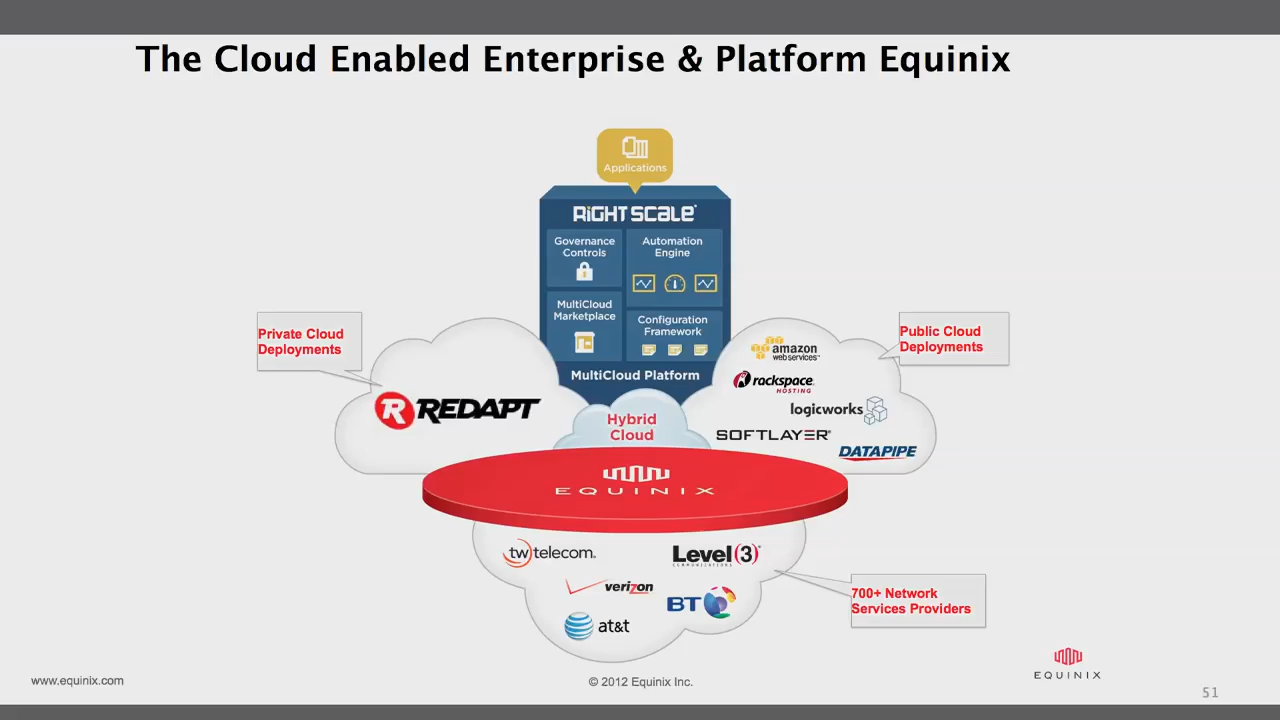 The Cloud Enabled Enterprise & Platform Equinix
Applications
RIGHTSCALE
Governance
Controls
Automation
Engine
MultiCloud
Marketplace
Configuration
Framework
MultiCloud Platform
Private Cloud
Deployments
Public Cloud
Deployments
REDAPT
Hybrid
Cloud
amazon
webservices™
rackspace.
HOSTING
logicworks
SOFTLAYER®
DATAPIPE
EQUINIX
tw telecom.
Level(3)
COMMUNICATIONS
verizon
BT
at&t
700+ Network
Services Providers
www.equinix.com
© 2012 Equinix Inc.
EQUINIX
51